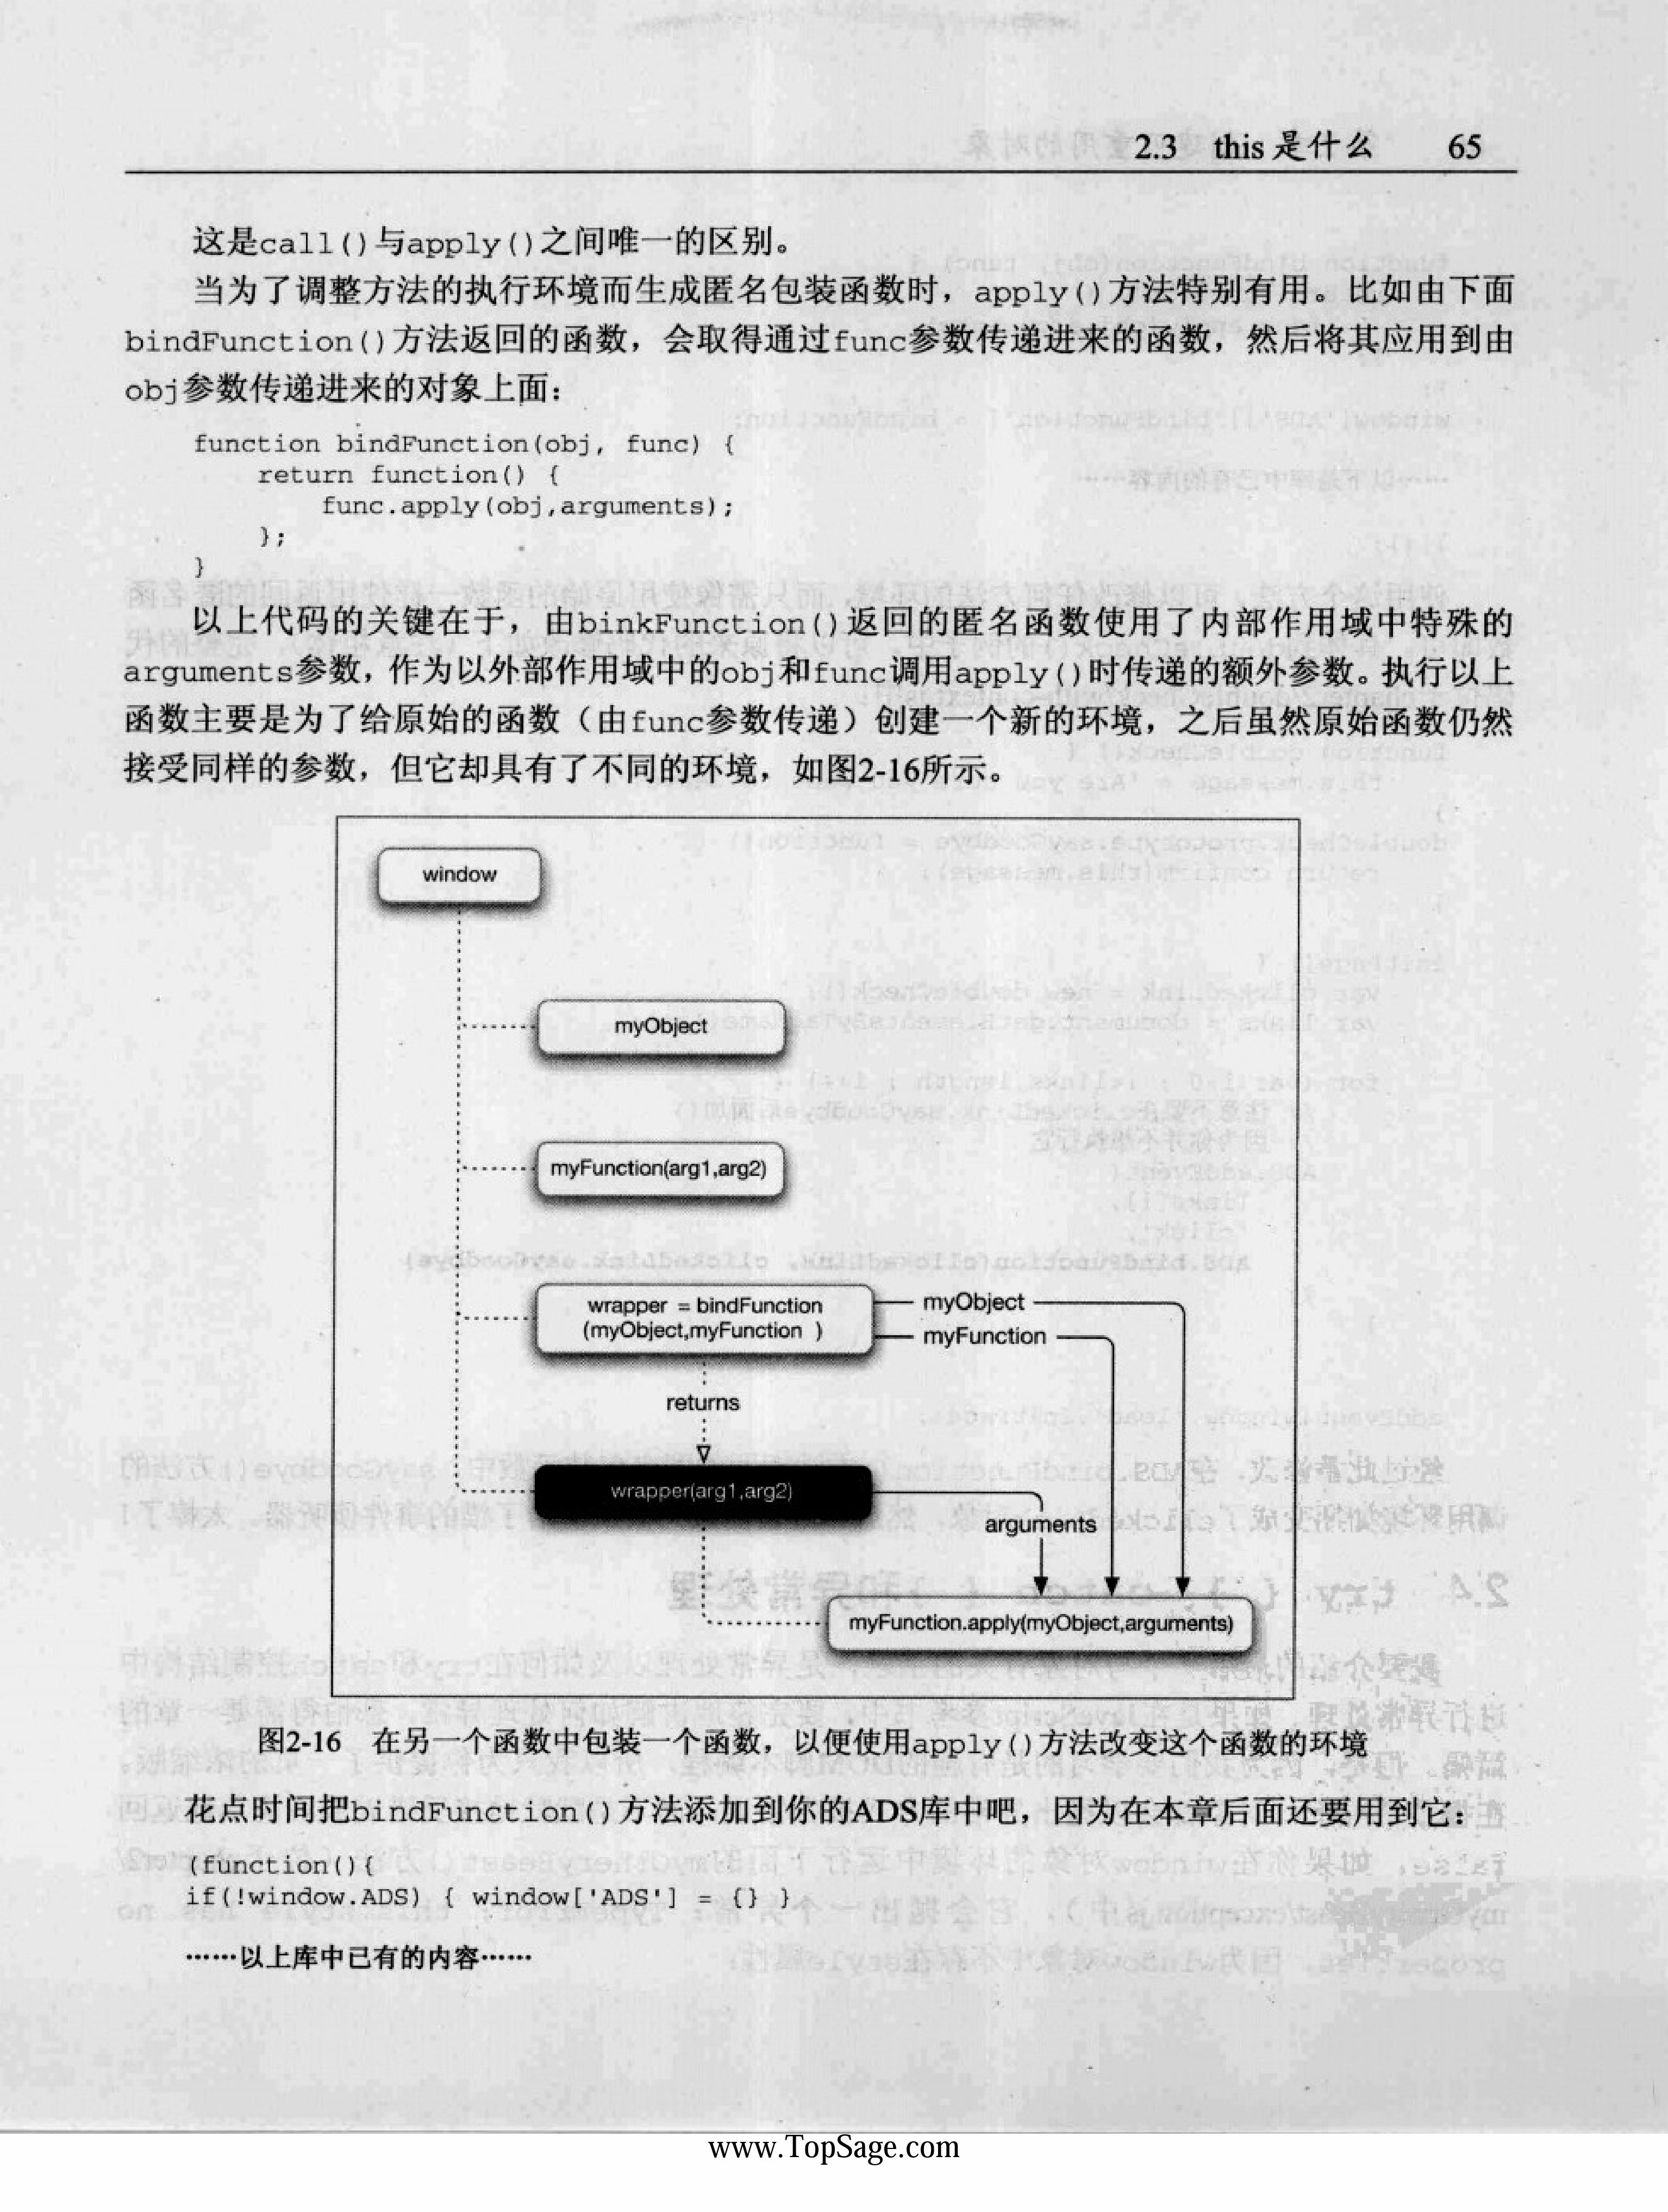 2.3 this是什么 65
这是call()与apply()之间唯一的区别。
当为了调整方法的执行环境而生成匿名包装函数时，apply()方法特别有用。比如由下面
bindFunction()方法返回的函数，会取得通过func参数传递进来的函数，然后将其应用到由
obj参数传递进来的对象上面：
function bindFunction(obj, func) {
return function() {
func.apply(obj,arguments);
};
}
以上代码的关键在于，由binkFunction()返回的匿名函数使用了内部作用域中特殊的
arguments参数，作为以外部作用域中的obj和func调用apply()时传递的额外参数。执行以上
函数主要是为了给原始的函数（由func参数传递）创建一个新的环境，之后虽然原始函数仍然
接受同样的参数，但它却具有了不同的环境，如图2-16所示。
window
myObject
myFunction(arg1,arg2)
wrapper = bindFunction
(myObject,myFunction )
myObject
myFunction
returns
wrapper(arg1,arg2)
arguments
myFunction.apply(myObject,arguments)
图2-16 在另一个函数中包装一个函数，以便使用apply()方法改变这个函数的环境
花点时间把bindFunction()方法添加到你的ADS库中吧，因为在本章后面还要用到它：
(function(){
if(!window.ADS) { window['ADS'] = {} }
……以上库中已有的内容……
www.TopSage.com